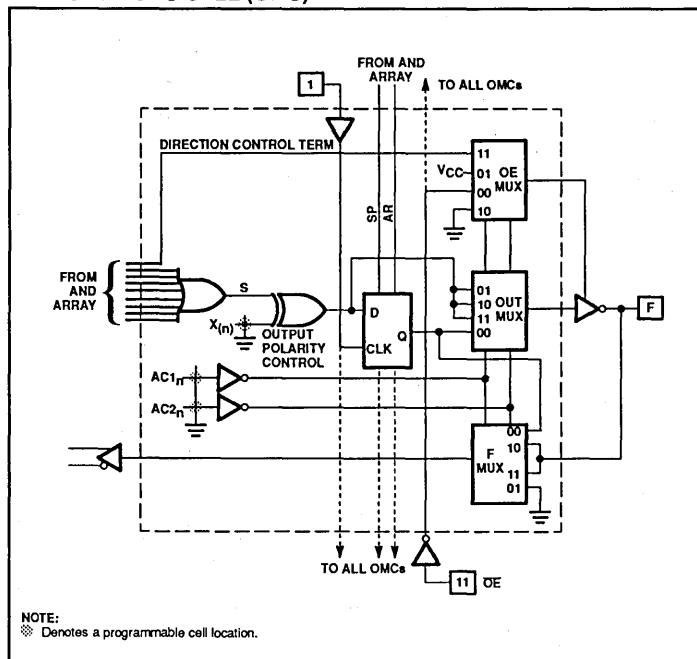 FROM AND
ARRAY
1
TO ALL OMCs
DIRECTION CONTROL TERM
11
VCC
01
OE
MUX
00
10
SP
AR
FROM
AND
ARRAY
S
X(n)
OUTPUT
POLARITY
CONTROL
D
Q
CLK
01
10
11
00
OUT
MUX
F
AC1n
AC2n
00
10
F
MUX
11
01
TO ALL OMCs
11
OE
NOTE:
Denotes a programmable cell location.